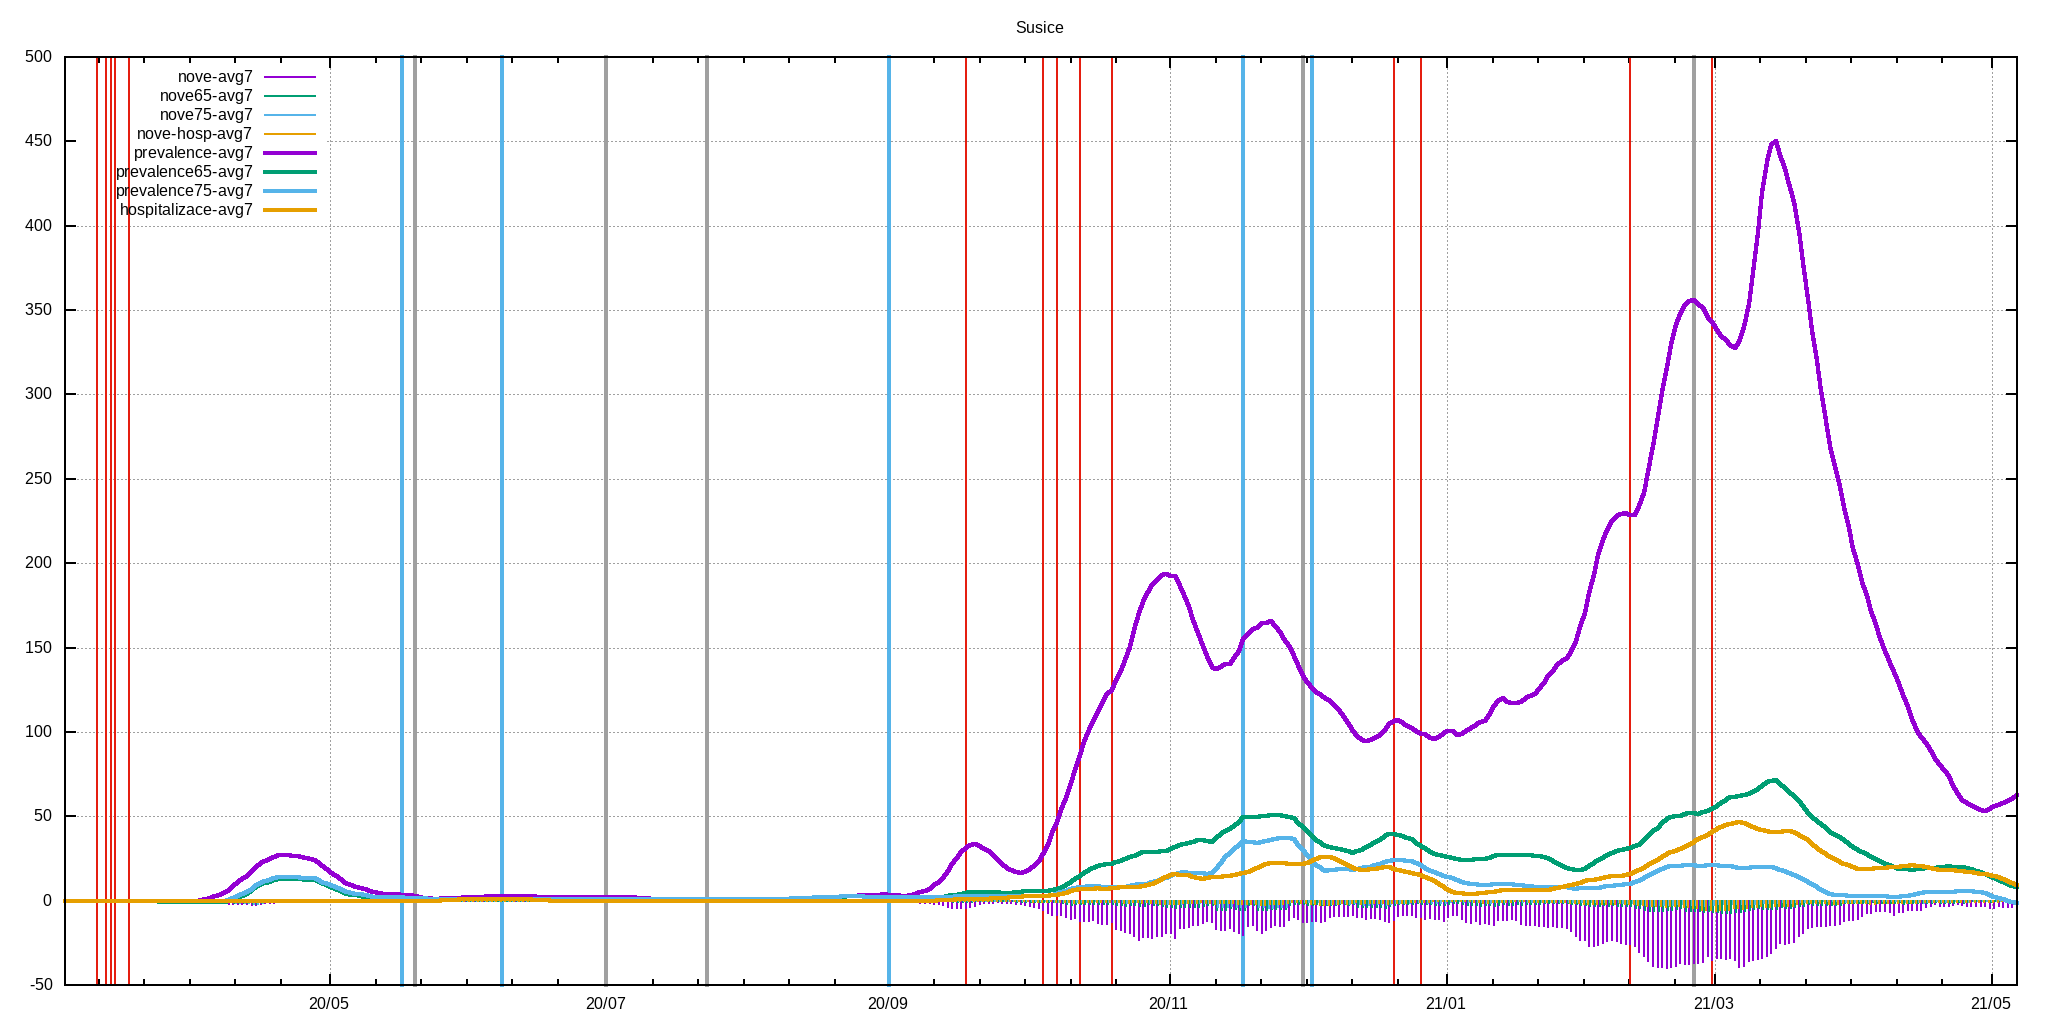 Susice
500
450
400
350
300
250
200
150
100
50
0
-50
nove-avg7
nove65-avg7
nove75-avg7
nove-hosp-avg7
prevalence-avg7
prevalence65-avg7
prevalence75-avg7
hospitalizace-avg7
20/05 20/07 20/09 20/11 21/01 21/03 21/05